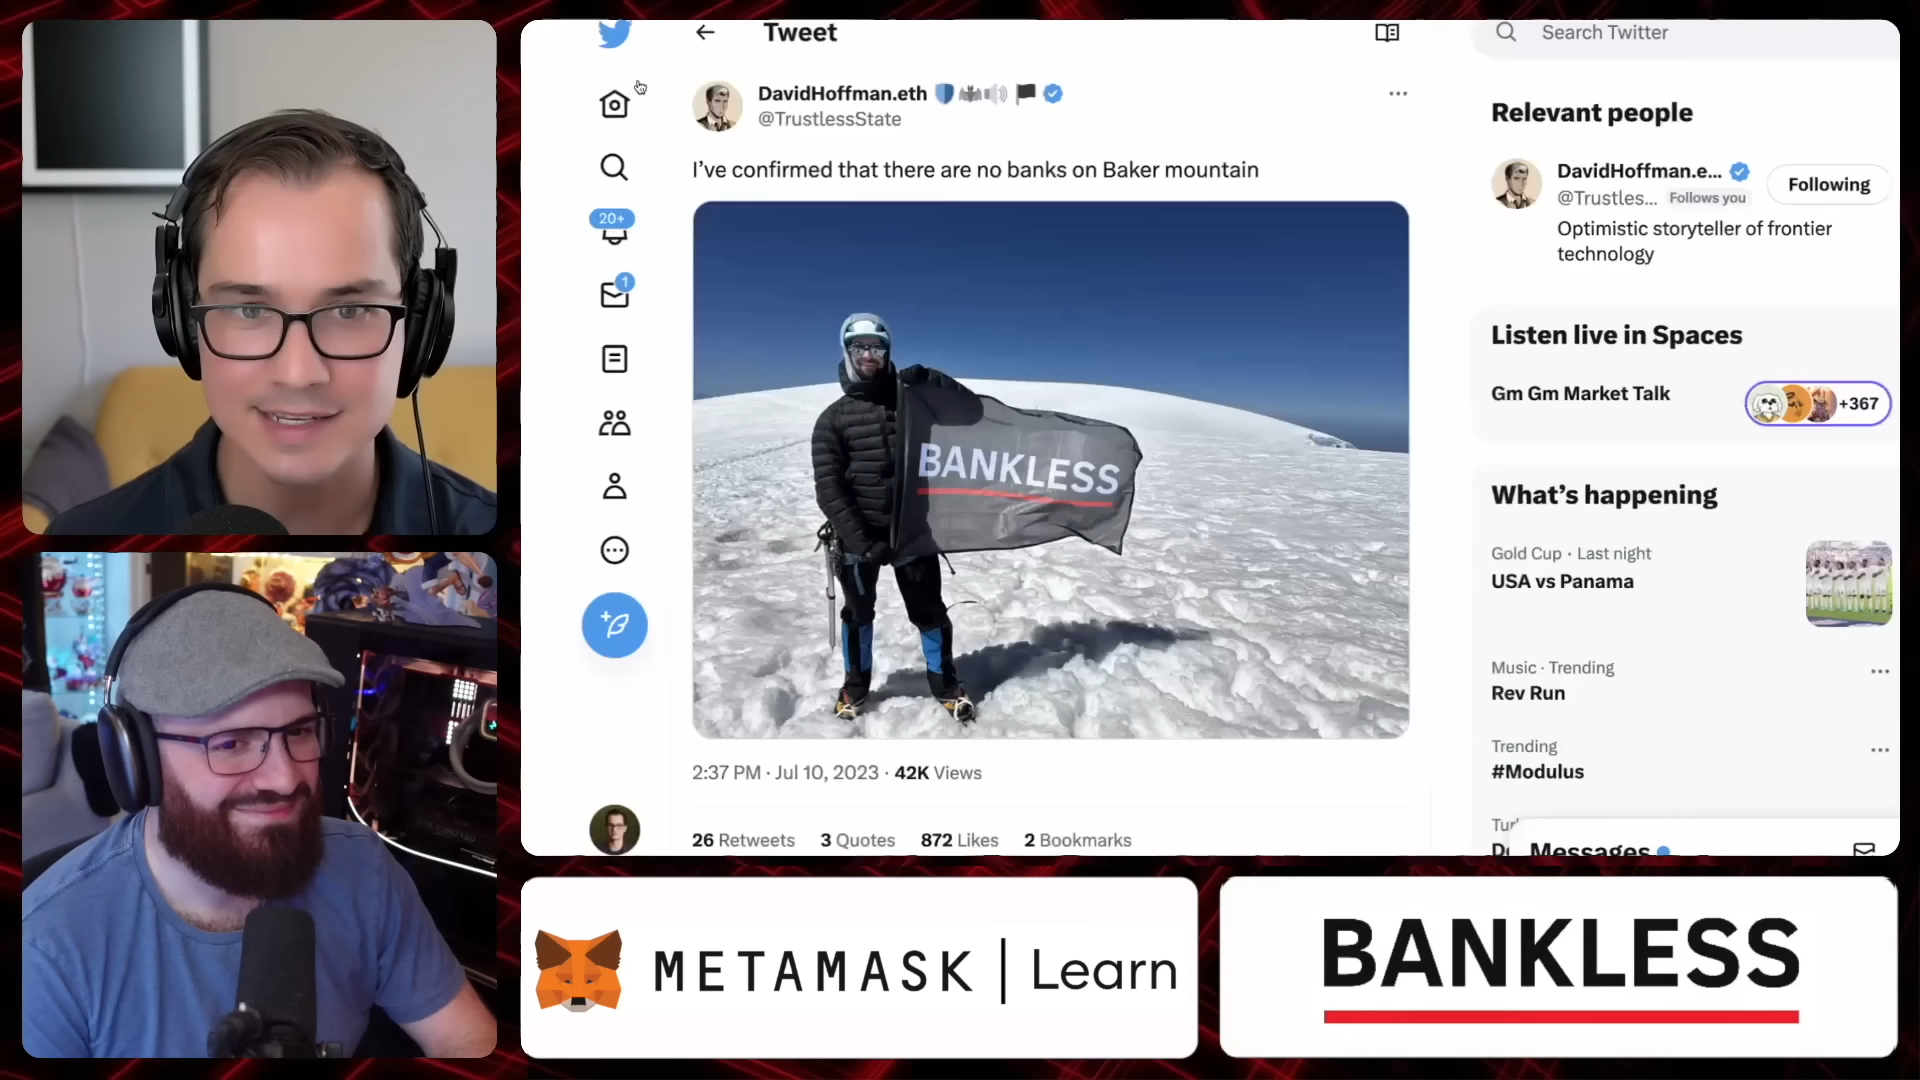 Tweet
Search Twitter
DavidHoffman.eth
@TrustlessState
I've confirmed that there are no banks on Baker mountain
BANKLESS
2:37 PM · Jul 10, 2023 · 42K Views
26 Retweets 3 Quotes 872 Likes 2 Bookmarks
20+
1
Relevant people
DavidHoffman.e...
@Trustles... Follows you
Following
Optimistic storyteller of frontier
technology
Listen live in Spaces
Gm Gm Market Talk
+367
What's happening
Gold Cup · Last night
USA vs Panama
Music · Trending
Rev Run
Trending
#Modulus
Messages
METAMASK | Learn
BANKLESS